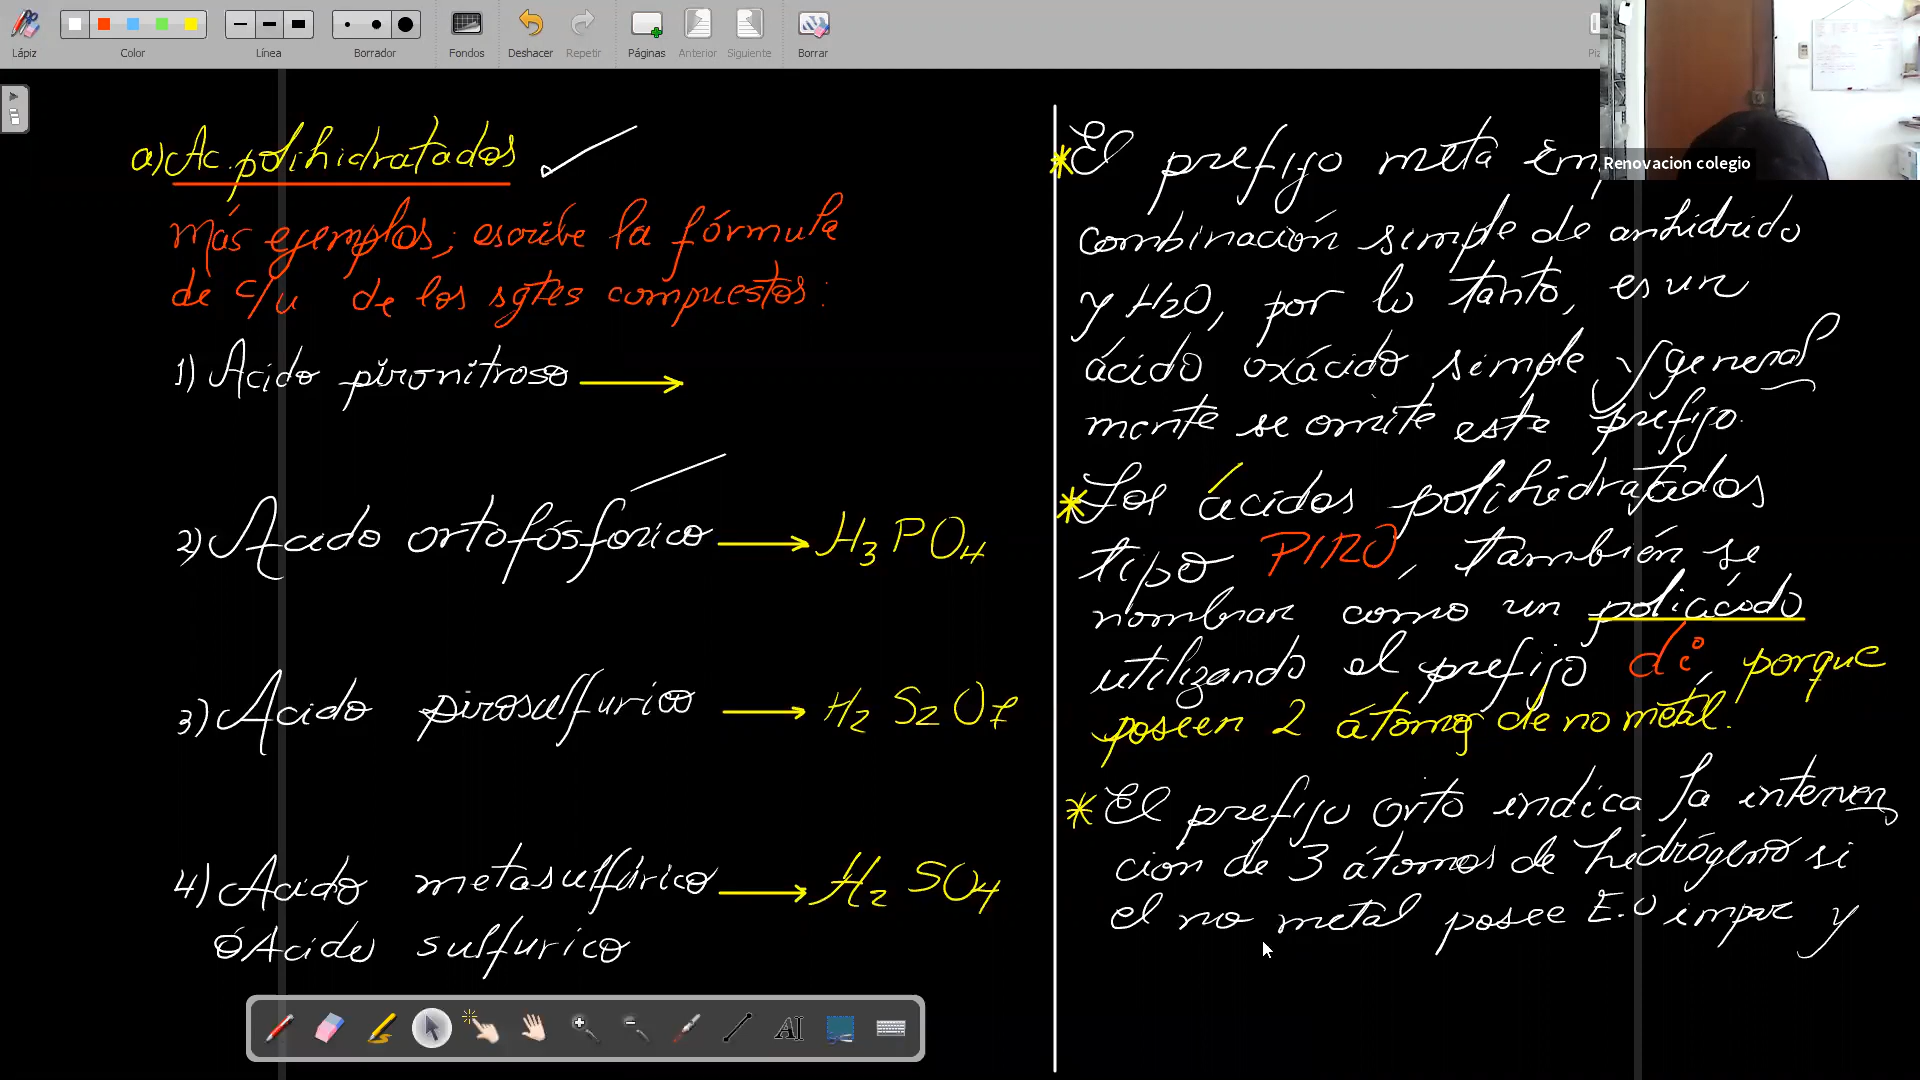 Lápiz
Color
Línea
Borrador
Fondos
Deshacer
Repetir
Páginas
Anterior
Siguiente
Borrar
Renovacion colegio
a) Ac. polihidratados
más ejemplos; escribe la fórmula
de c/u de los sgtes compuestos:
1) Acido pironitroso
2) Acido ortofósforico → H3PO4
3) Acido pirosulfurico → H2S2O7
4) Acido metasulfúrico → H2SO4
ó Acido sulfurico
* El prefijo meta
combinación simple de anhidrido
y H2O, por lo tanto, es un
ácido oxácido simple y general
mente se omite este prefijo.
* Los ácidos polihidratados
tipo PIRO, también se
nombran como un poliácido
utilizando el prefijo di, porque
poseen 2 átomos de no metal.
* El prefijo orto indica la interven
ción de 3 átomos de hidrógeno si
el no metal posee E.O impar y